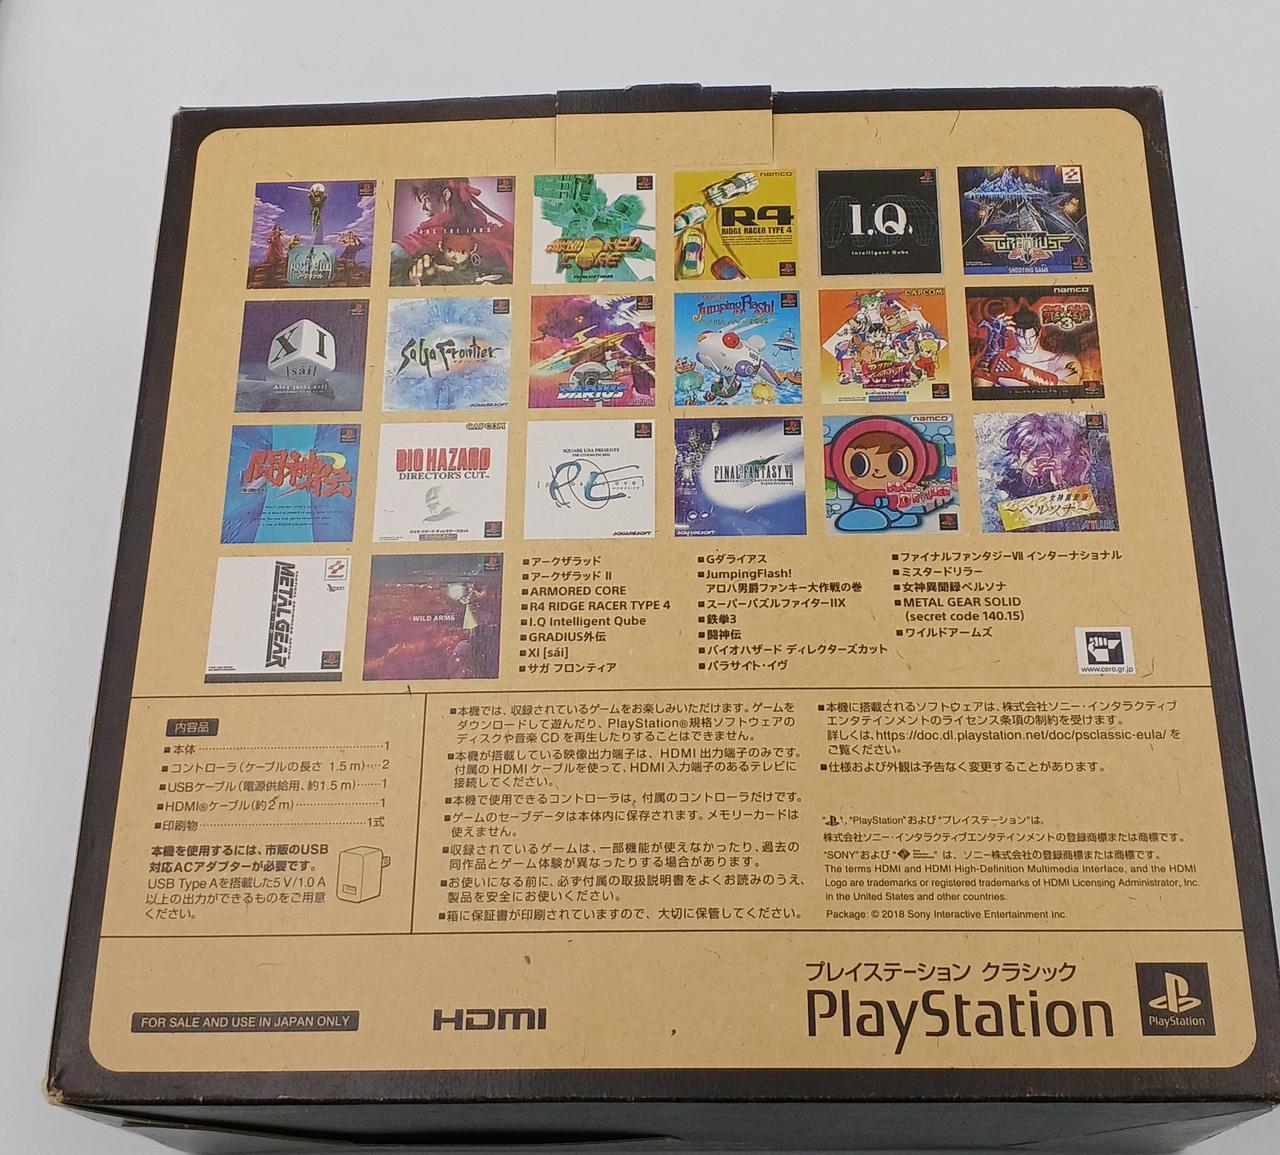 ARC THE LAD
ARMORED CORE
FROM SOFTWARE
namco
R4
RIDGE RACER TYPE 4
I.Q
Intelligent Qube
GRADIUS
外伝
SHOOTING GAME
XI
[sái]
SaGa Frontier
SQUARESOFT
DARIUS
JumpingFlash!
CAPCOM
namco
3
闘神伝
CAPCOM
BIO HAZARD
DIRECTOR'S CUT
SQUARE USA PRESENTS
SQUARESOFT
FINAL FANTASY VII
SQUARESOFT
namco
女神異聞録
ペルソナ
ATLUS
KONAMI
METAL GEAR
WILD ARMS
■アークザラッド
■アークザラッド II
■ARMORED CORE
■R4 RIDGE RACER TYPE 4
■I.Q Intelligent Qube
■GRADIUS外伝
■XI [sái]
■サガ フロンティア
■Gダライアス
■JumpingFlash!
アロハ男爵ファンキー大作戦の巻
■スーパーパズルファイターIIX
■鉄拳3
■闘神伝
■バイオハザード ディレクターズカット
■パラサイト・イヴ
■ファイナルファンタジーVII インターナショナル
■ミスタードリラー
■女神異聞録ペルソナ
■METAL GEAR SOLID
(secret code 140.15)
■ワイルドアームズ
www.cero.gr.jp
内容品
■本体…1
■コントローラ(ケーブルの長さ 1.5 m)…2
■USBケーブル(電源供給用、約1.5 m)…1
■HDMI®ケーブル(約2 m)…1
■印刷物…1式
本機を使用するには、市販のUSB
対応ACアダプターが必要です。
USB Type Aを搭載した5 V/1.0 A
以上の出力ができるものをご用意
ください。
■本機では、収録されているゲームをお楽しみいただけます。ゲームを
ダウンロードして遊んだり、PlayStation®規格ソフトウェアの
ディスクや音楽 CD を再生したりすることはできません。
■本機が搭載している映像出力端子は、HDMI 出力端子のみです。
付属の HDMI ケーブルを使って、HDMI 入力端子のあるテレビに
接続してください。
■本機で使用できるコントローラは、付属のコントローラだけです。
■ゲームのセーブデータは本体内に保存されます。メモリーカードは
使えません。
■収録されているゲームは、一部機能が使えなかったり、過去の
同作品とゲーム体験が異なったりする場合があります。
■お使いになる前に、必ず付属の取扱説明書をよくお読みのうえ、
製品を安全にお使いください。
■箱に保証書が印刷されていますので、大切に保管してください。
■本機に搭載されるソフトウェアは、株式会社ソニー・インタラクティブ
エンタテインメントのライセンス条項の制約を受けます。
詳しくは、https://doc.dl.playstation.net/doc/psclassic-eula/ を
ご覧ください。
■仕様および外観は予告なく変更することがあります。
“ ”, “PlayStation”および“プレイステーション”は、
株式会社ソニー・インタラクティブエンタテインメントの登録商標または商標です。
“SONY”および“ ” は、ソニー株式会社の登録商標または商標です。
The terms HDMI and HDMI High-Definition Multimedia Interface, and the HDMI
Logo are trademarks or registered trademarks of HDMI Licensing Administrator, Inc.
in the United States and other countries.
Package: © 2018 Sony Interactive Entertainment Inc.
FOR SALE AND USE IN JAPAN ONLY
HDMI
プレイステーション クラシック
PlayStation
PlayStation